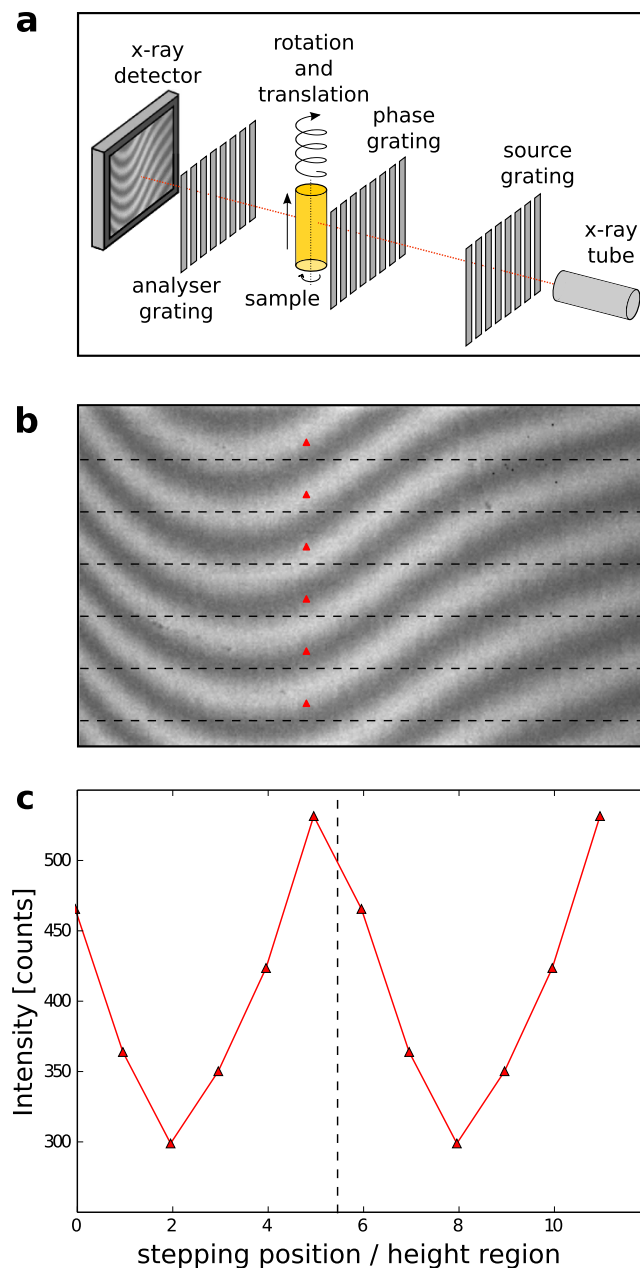 a
x-ray
detector
rotation
and
translation
phase
grating
source
grating
x-ray
tube
analyser
grating
sample
b
c
Intensity [counts]
500
450
400
350
300
0 2 4 6 8 10
stepping position / height region